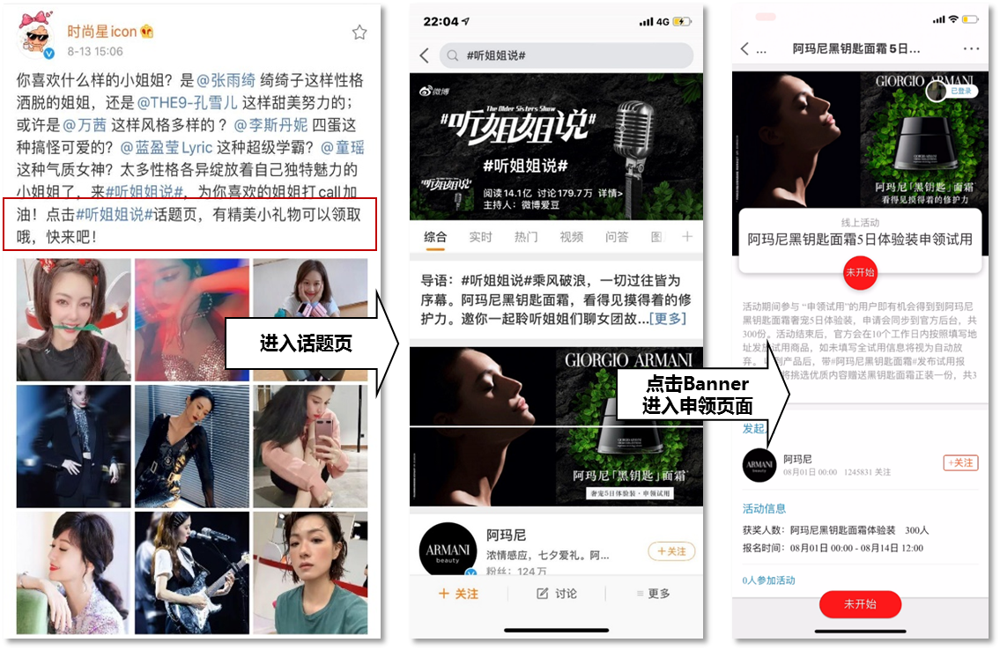 时尚星icon
8-13 15:06
你喜欢什么样的小姐姐？是@张雨绮 绮绮子这样性格
洒脱的姐姐，还是@THE9-孔雪儿 这样甜美努力的；
或许是@万茜 这样风格多样的？@李斯丹妮 四蛋这
种搞怪可爱的？@蓝盈莹Lyric 这种超级学霸？@童瑶
这种气质女神？太多性格各异绽放着自己独特魅力的
小姐姐了，来#听姐姐说#，为你喜欢的姐姐打call加
油！点击#听姐姐说#话题页，有精美小礼物可以领取
哦，快来吧！
进入话题页
22:04
4G
#听姐姐说#
微博
The Older Sisters Show
#听姐姐说#
#听姐姐说#
#听姐姐说#
阅读14.1亿 讨论179.7万 详情>
主持人：微博爱豆
综合 实时 热门 视频 问答 图
导语：#听姐姐说#乘风破浪，一切过往皆为
序幕。阿玛尼黑钥匙面霜，看得见摸得着的修
护力。邀你一起聆听姐姐们聊女团故...[更多]
GIORGIO ARMANI
阿玛尼「黑钥匙」面霜
奢宠5日体验装·申领试用
ARMANI
beauty
阿玛尼
浓情感应，七夕爱礼。阿...
粉丝：124万
+关注
+ 关注
讨论
更多
点击Banner
进入申领页面
... 阿玛尼黑钥匙面霜5日... ...
GIORGIO ARMANI
已登录
阿玛尼「黑钥匙」面霜
看得见摸得着的修护力
线上活动
阿玛尼黑钥匙面霜5日体验装申领试用
未开始
活动期间参与 “申领试用”的用户即有机会得到到阿玛尼
黑钥匙面霜奢宠5日体验装，申请会同步到官方后台，共
300份。活动结束后，官方会在10个工作日内按照填写地
址发放试用商品，如未填写全试用信息将视为自动放
弃。 到产品后，带#阿玛尼黑钥匙面霜#发布试用报
将挑选优质内容赠送黑钥匙面霜正装一份，共3
发起
ARMANI
beauty
阿玛尼
08月01日 00:00 1245831 关注
+关注
活动信息
获奖人数：阿玛尼黑钥匙面霜体验装 300人
报名时间：08月01日 00:00 - 08月14日 12:00
0人参加活动
未开始